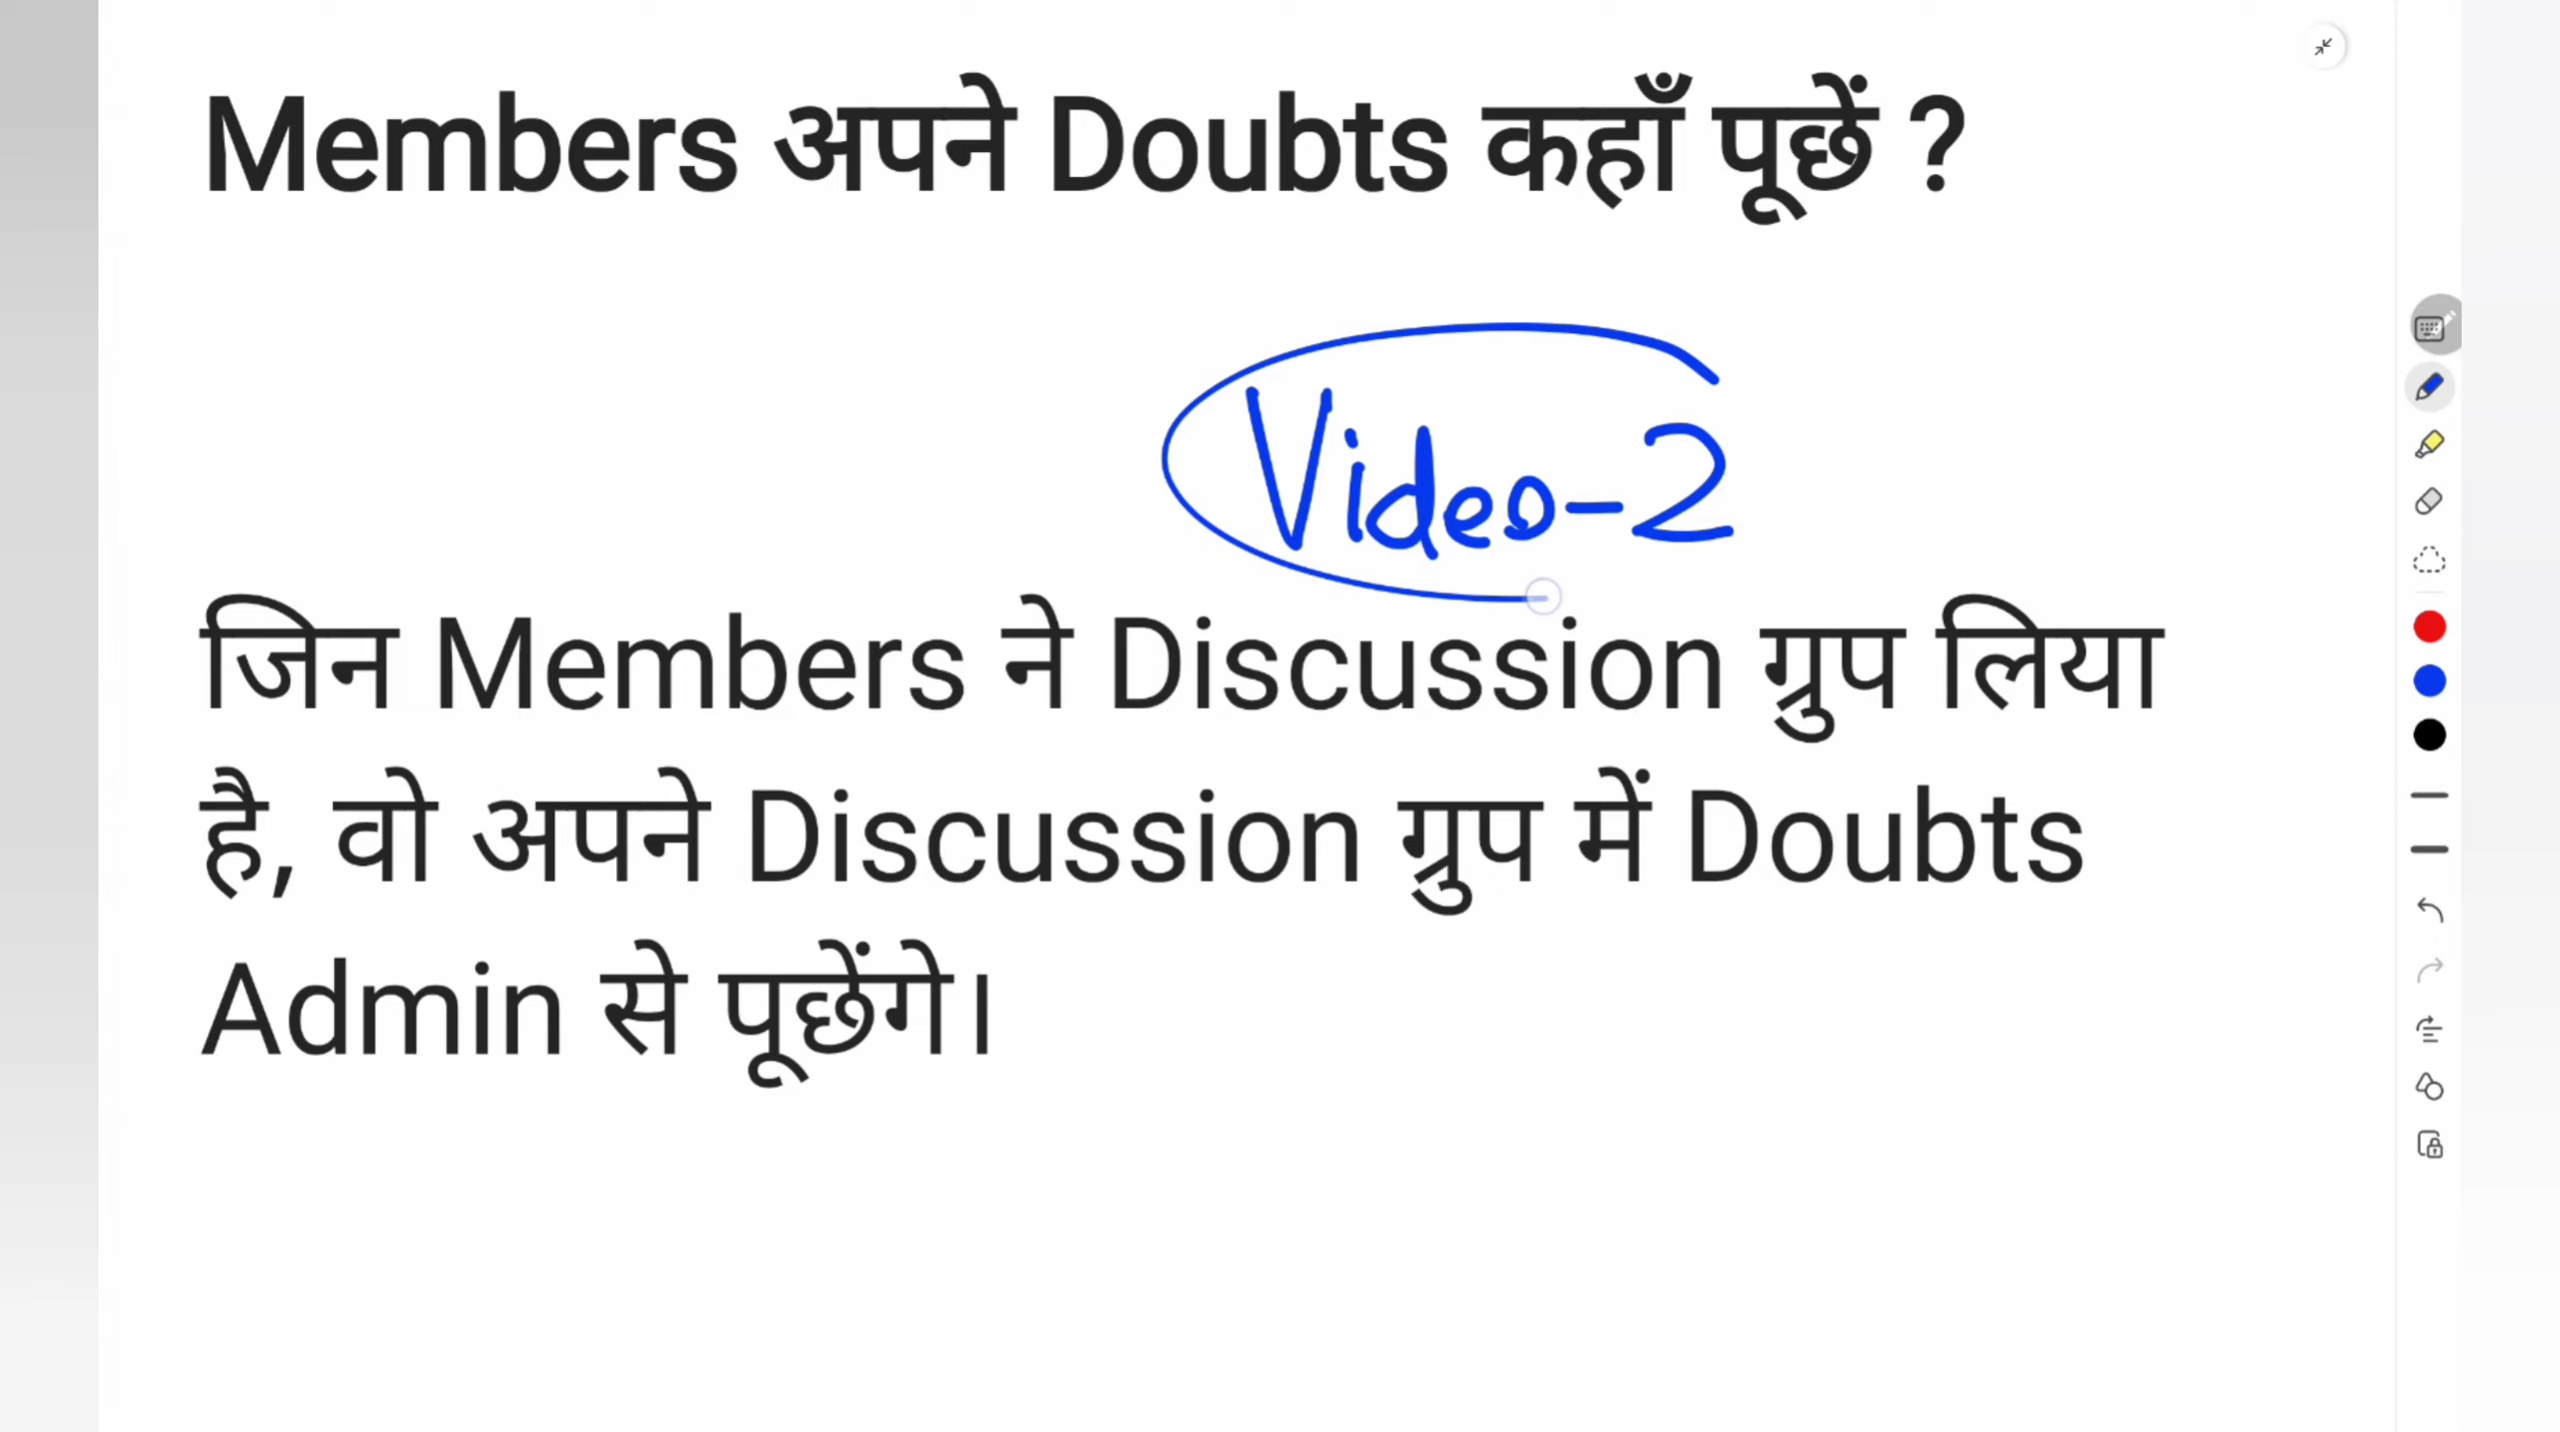 Members अपने Doubts कहाँ पूछें ?
Video-2
जिन Members ने Discussion ग्रुप लिया
है, वो अपने Discussion ग्रुप में Doubts
Admin से पूछेंगे।